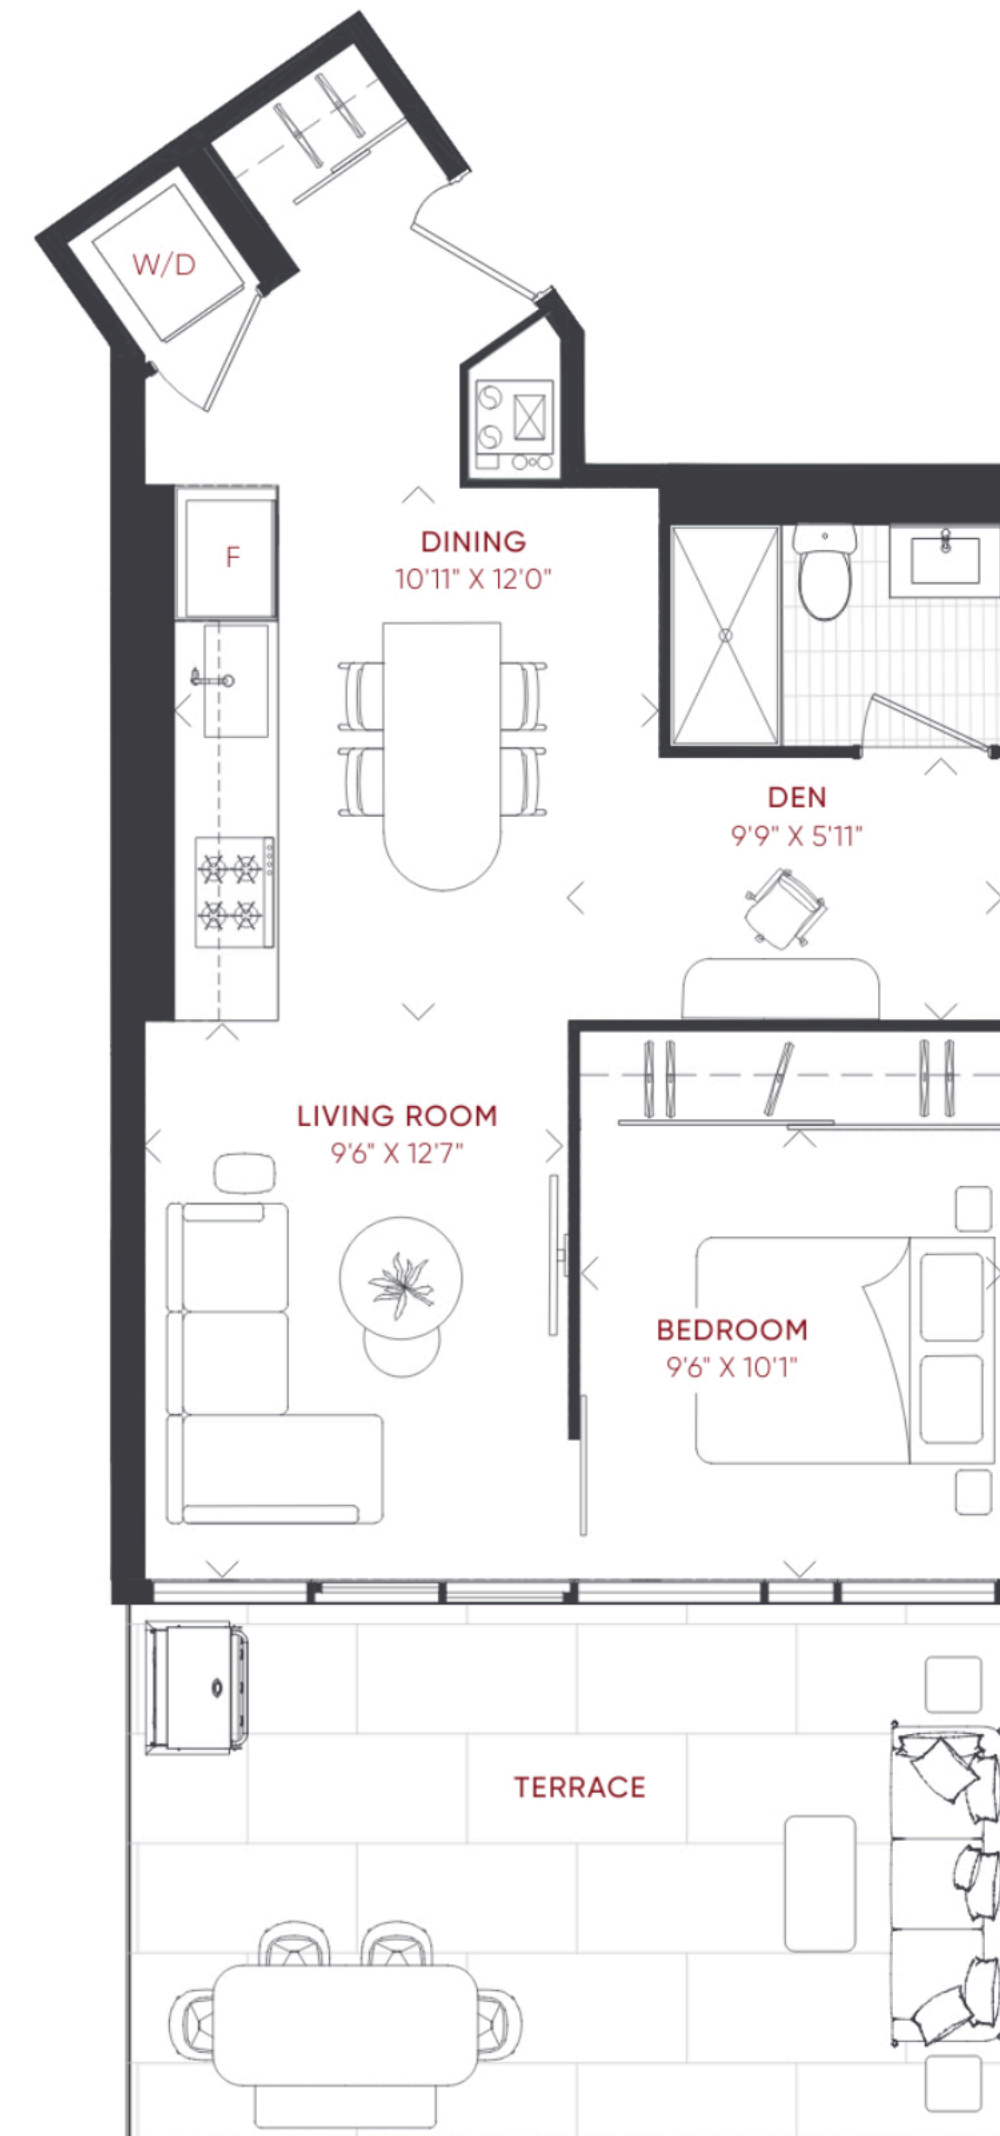 W/D
F
DINING
10'11" X 12'0"
DEN
9'9" X 5'11"
LIVING ROOM
9'6" X 12'7"
BEDROOM
9'6" X 10'1"
TERRACE